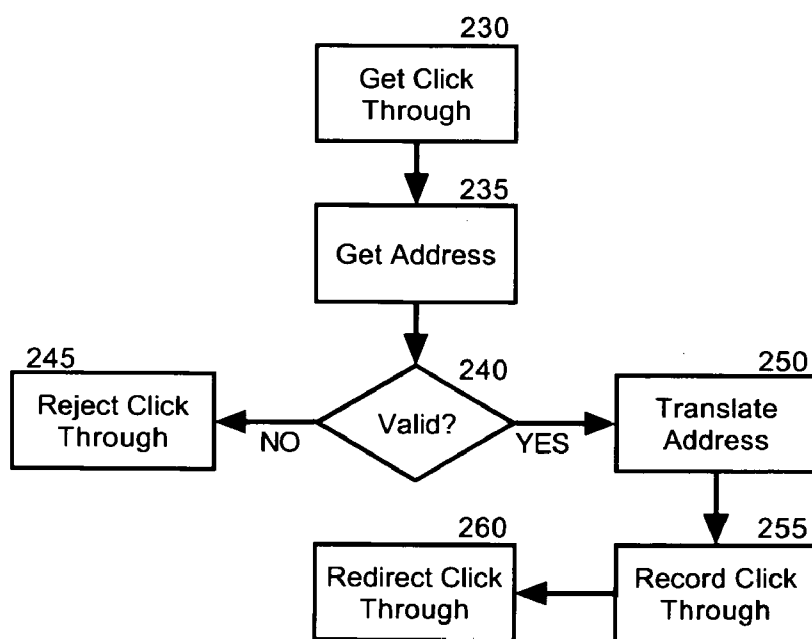 230
Get Click
Through
235
Get Address
240
Valid?
245
Reject Click
Through
NO
YES
250
Translate
Address
255
Record Click
Through
260
Redirect Click
Through